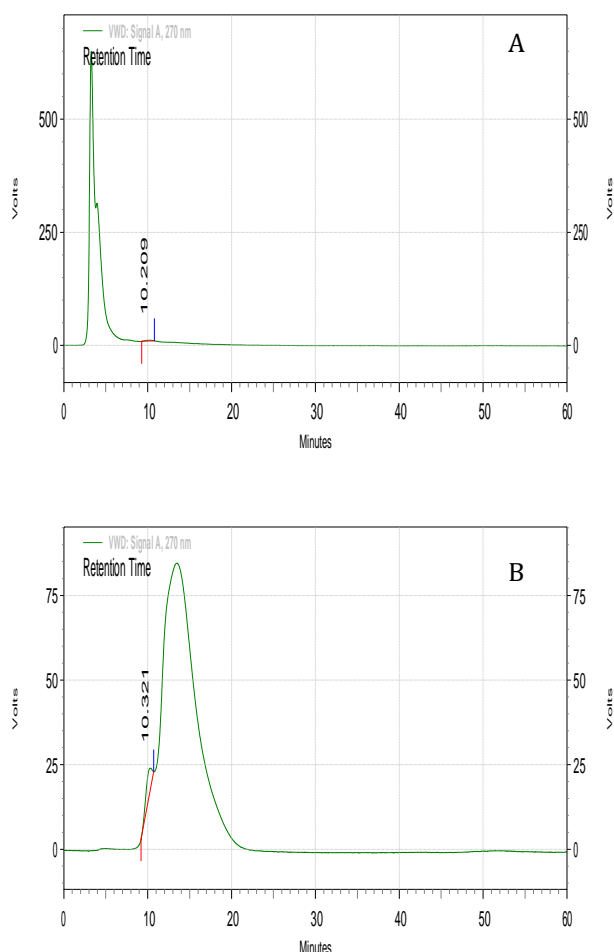 VWD: Signal A, 270 nm
Retention Time
A
500 500
Volts Volts
250 250
10.209
0 0
0 10 20 30 40 50 60
Minutes
VWD: Signal A, 270 nm
Retention Time
B
75 75
10.321
50 50
Volts Volts
25 25
0 0
0 10 20 30 40 50 60
Minutes